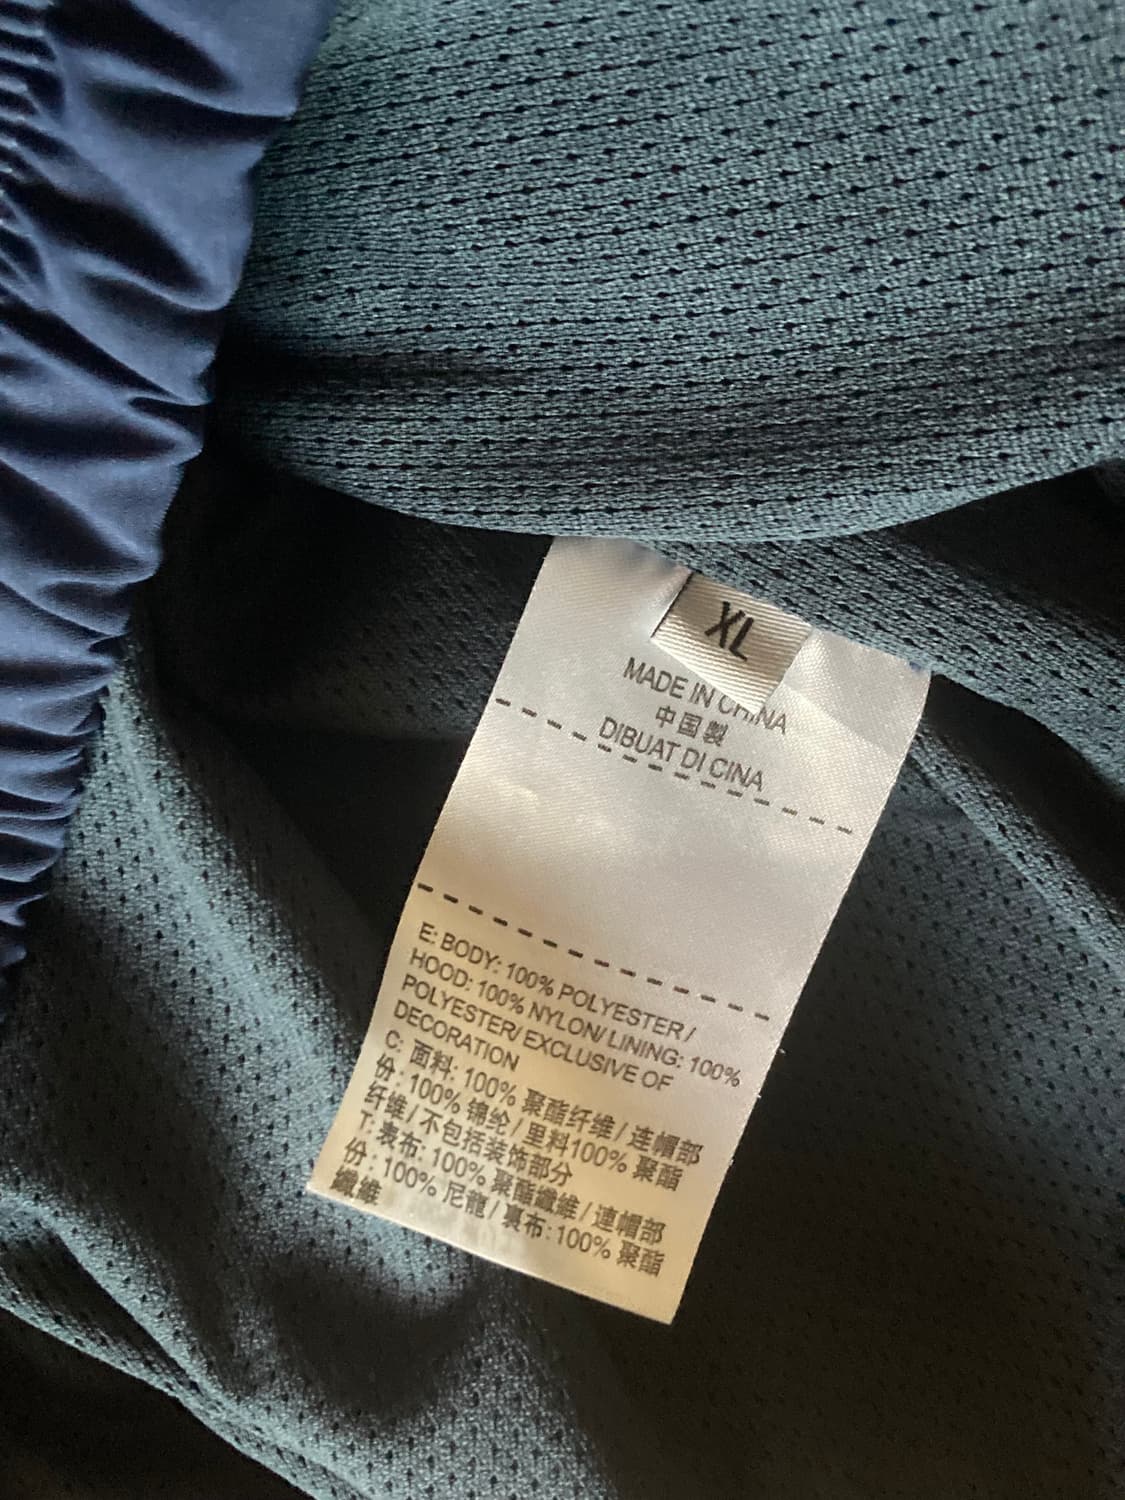 XL
MADE IN CHINA
中国製
DIBUAT DI CINA
E: BODY: 100% POLYESTER /
HOOD: 100% NYLON/ LINING: 100%
POLYESTER/ EXCLUSIVE OF
DECORATION
C: 面料: 100% 聚酯纤维 / 连帽部
份: 100% 锦纶 / 里料100% 聚酯
纤维 / 不包括装饰部分
T: 表布: 100% 聚酯纖維 / 連帽部
份: 100% 尼龍 / 裏布: 100% 聚酯
纖維